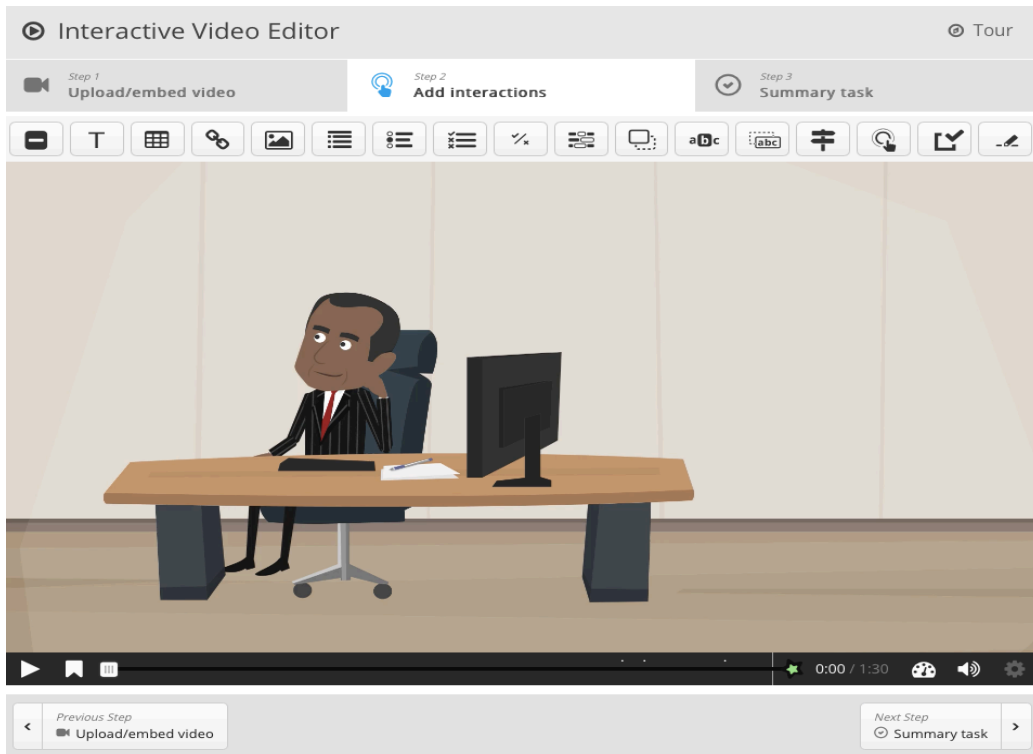 Interactive Video Editor
Tour
Step 1
Upload/embed video
Step 2
Add interactions
Step 3
Summary task
T
abc
abc
0:00 / 1:30
Previous Step
Upload/embed video
Next Step
Summary task